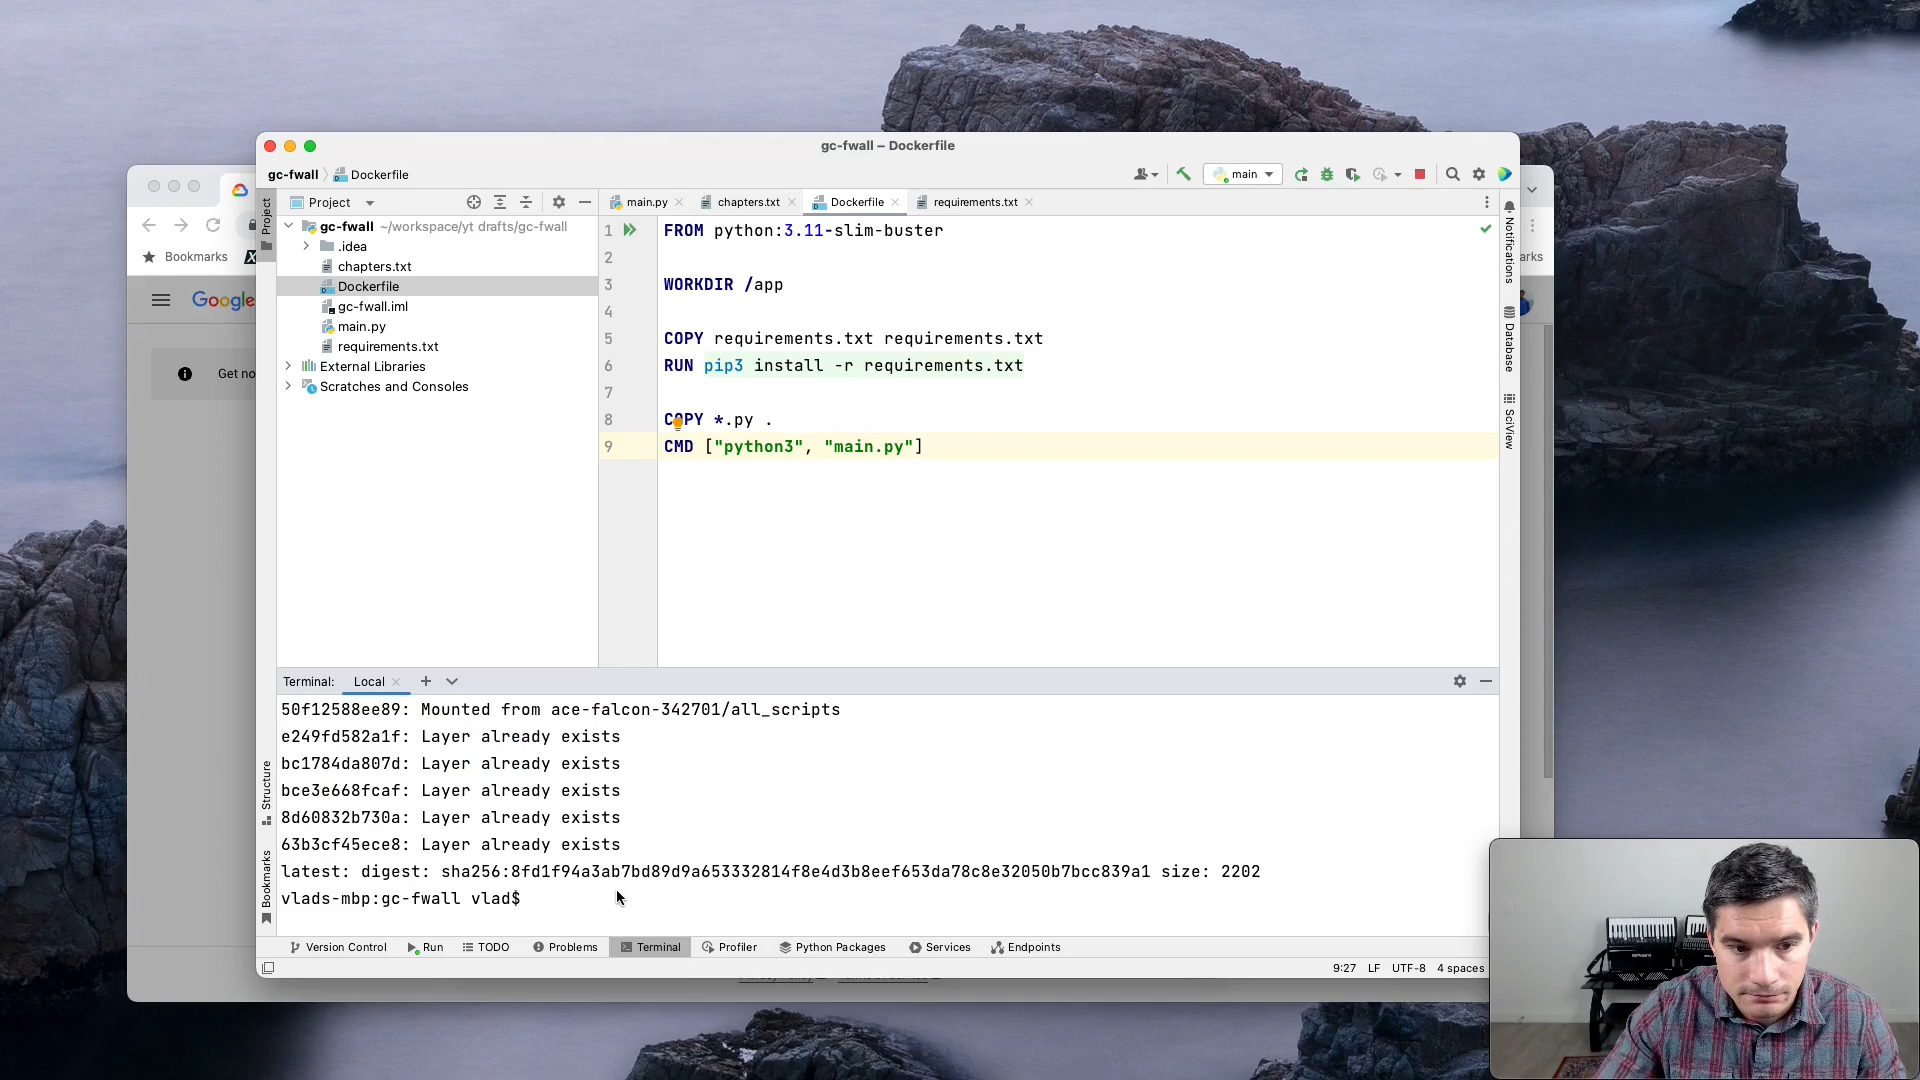 gc-fwall – Dockerfile
gc-fwall
Dockerfile
main
Project
Project
main.py
chapters.txt
Dockerfile
requirements.txt
Notifications
Database
SciView
Bookmarks
Google
Get no
arks
gc-fwall ~/workspace/yt drafts/gc-fwall
.idea
chapters.txt
Dockerfile
gc-fwall.iml
main.py
requirements.txt
External Libraries
Scratches and Consoles
1 FROM python:3.11-slim-buster
2
3 WORKDIR /app
4
5 COPY requirements.txt requirements.txt
6 RUN pip3 install -r requirements.txt
7
8 COPY *.py .
9 CMD ["python3", "main.py"]
Structure
Bookmarks
Terminal: Local
50f12588ee89: Mounted from ace-falcon-342701/all_scripts
e249fd582a1f: Layer already exists
bc1784da807d: Layer already exists
bce3e668fcaf: Layer already exists
8d60832b730a: Layer already exists
63b3cf45ece8: Layer already exists
latest: digest: sha256:8fd1f94a3ab7bd89d9a653332814f8e4d3b8eef653da78c8e32050b7bcc839a1 size: 2202
vlads-mbp:gc-fwall vlad$
Version Control Run TODO Problems Terminal Profiler Python Packages Services Endpoints
9:27 LF UTF-8 4 spaces